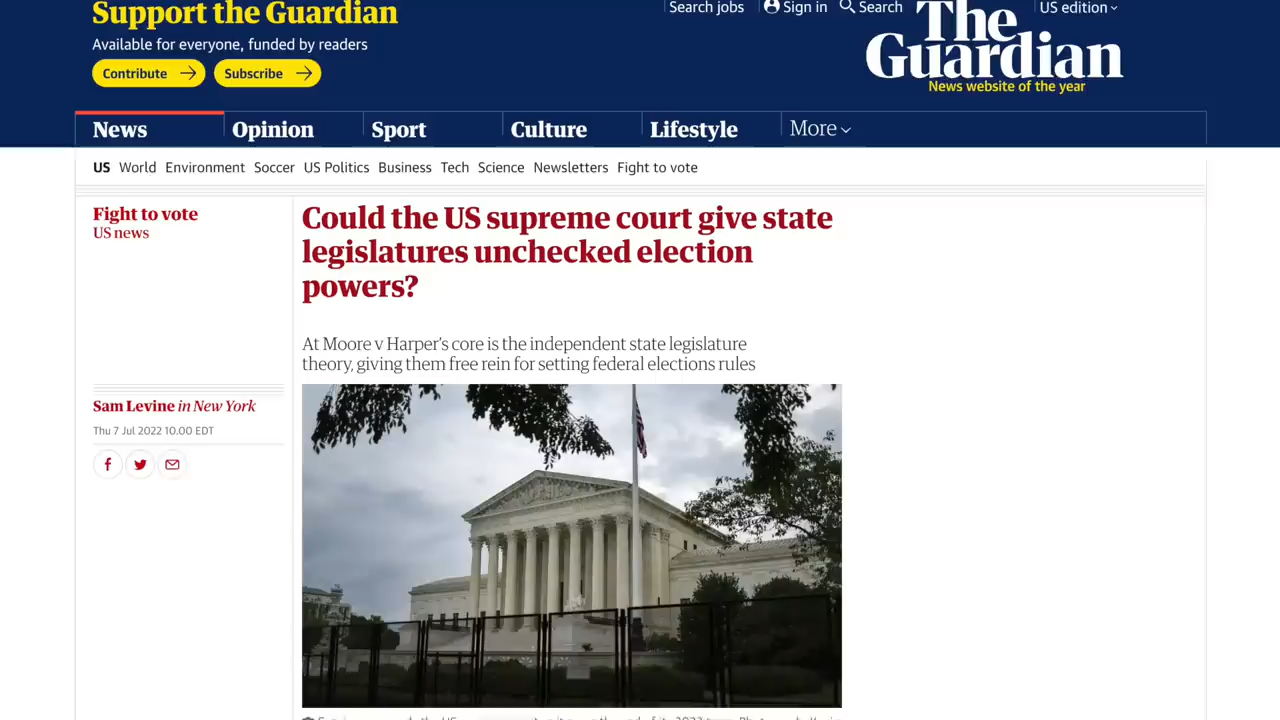 Support the Guardian
Available for everyone, funded by readers
Contribute
Subscribe
Search jobs
Sign in
Search
US edition
The
Guardian
News website of the year
News
Opinion
Sport
Culture
Lifestyle
More
US World Environment Soccer US Politics Business Tech Science Newsletters Fight to vote
Fight to vote
US news
Could the US supreme court give state
legislatures unchecked election
powers?
At Moore v Harper's core is the independent state legislature
theory, giving them free rein for setting federal elections rules
Sam Levine in New York
Thu 7 Jul 2022 10.00 EDT